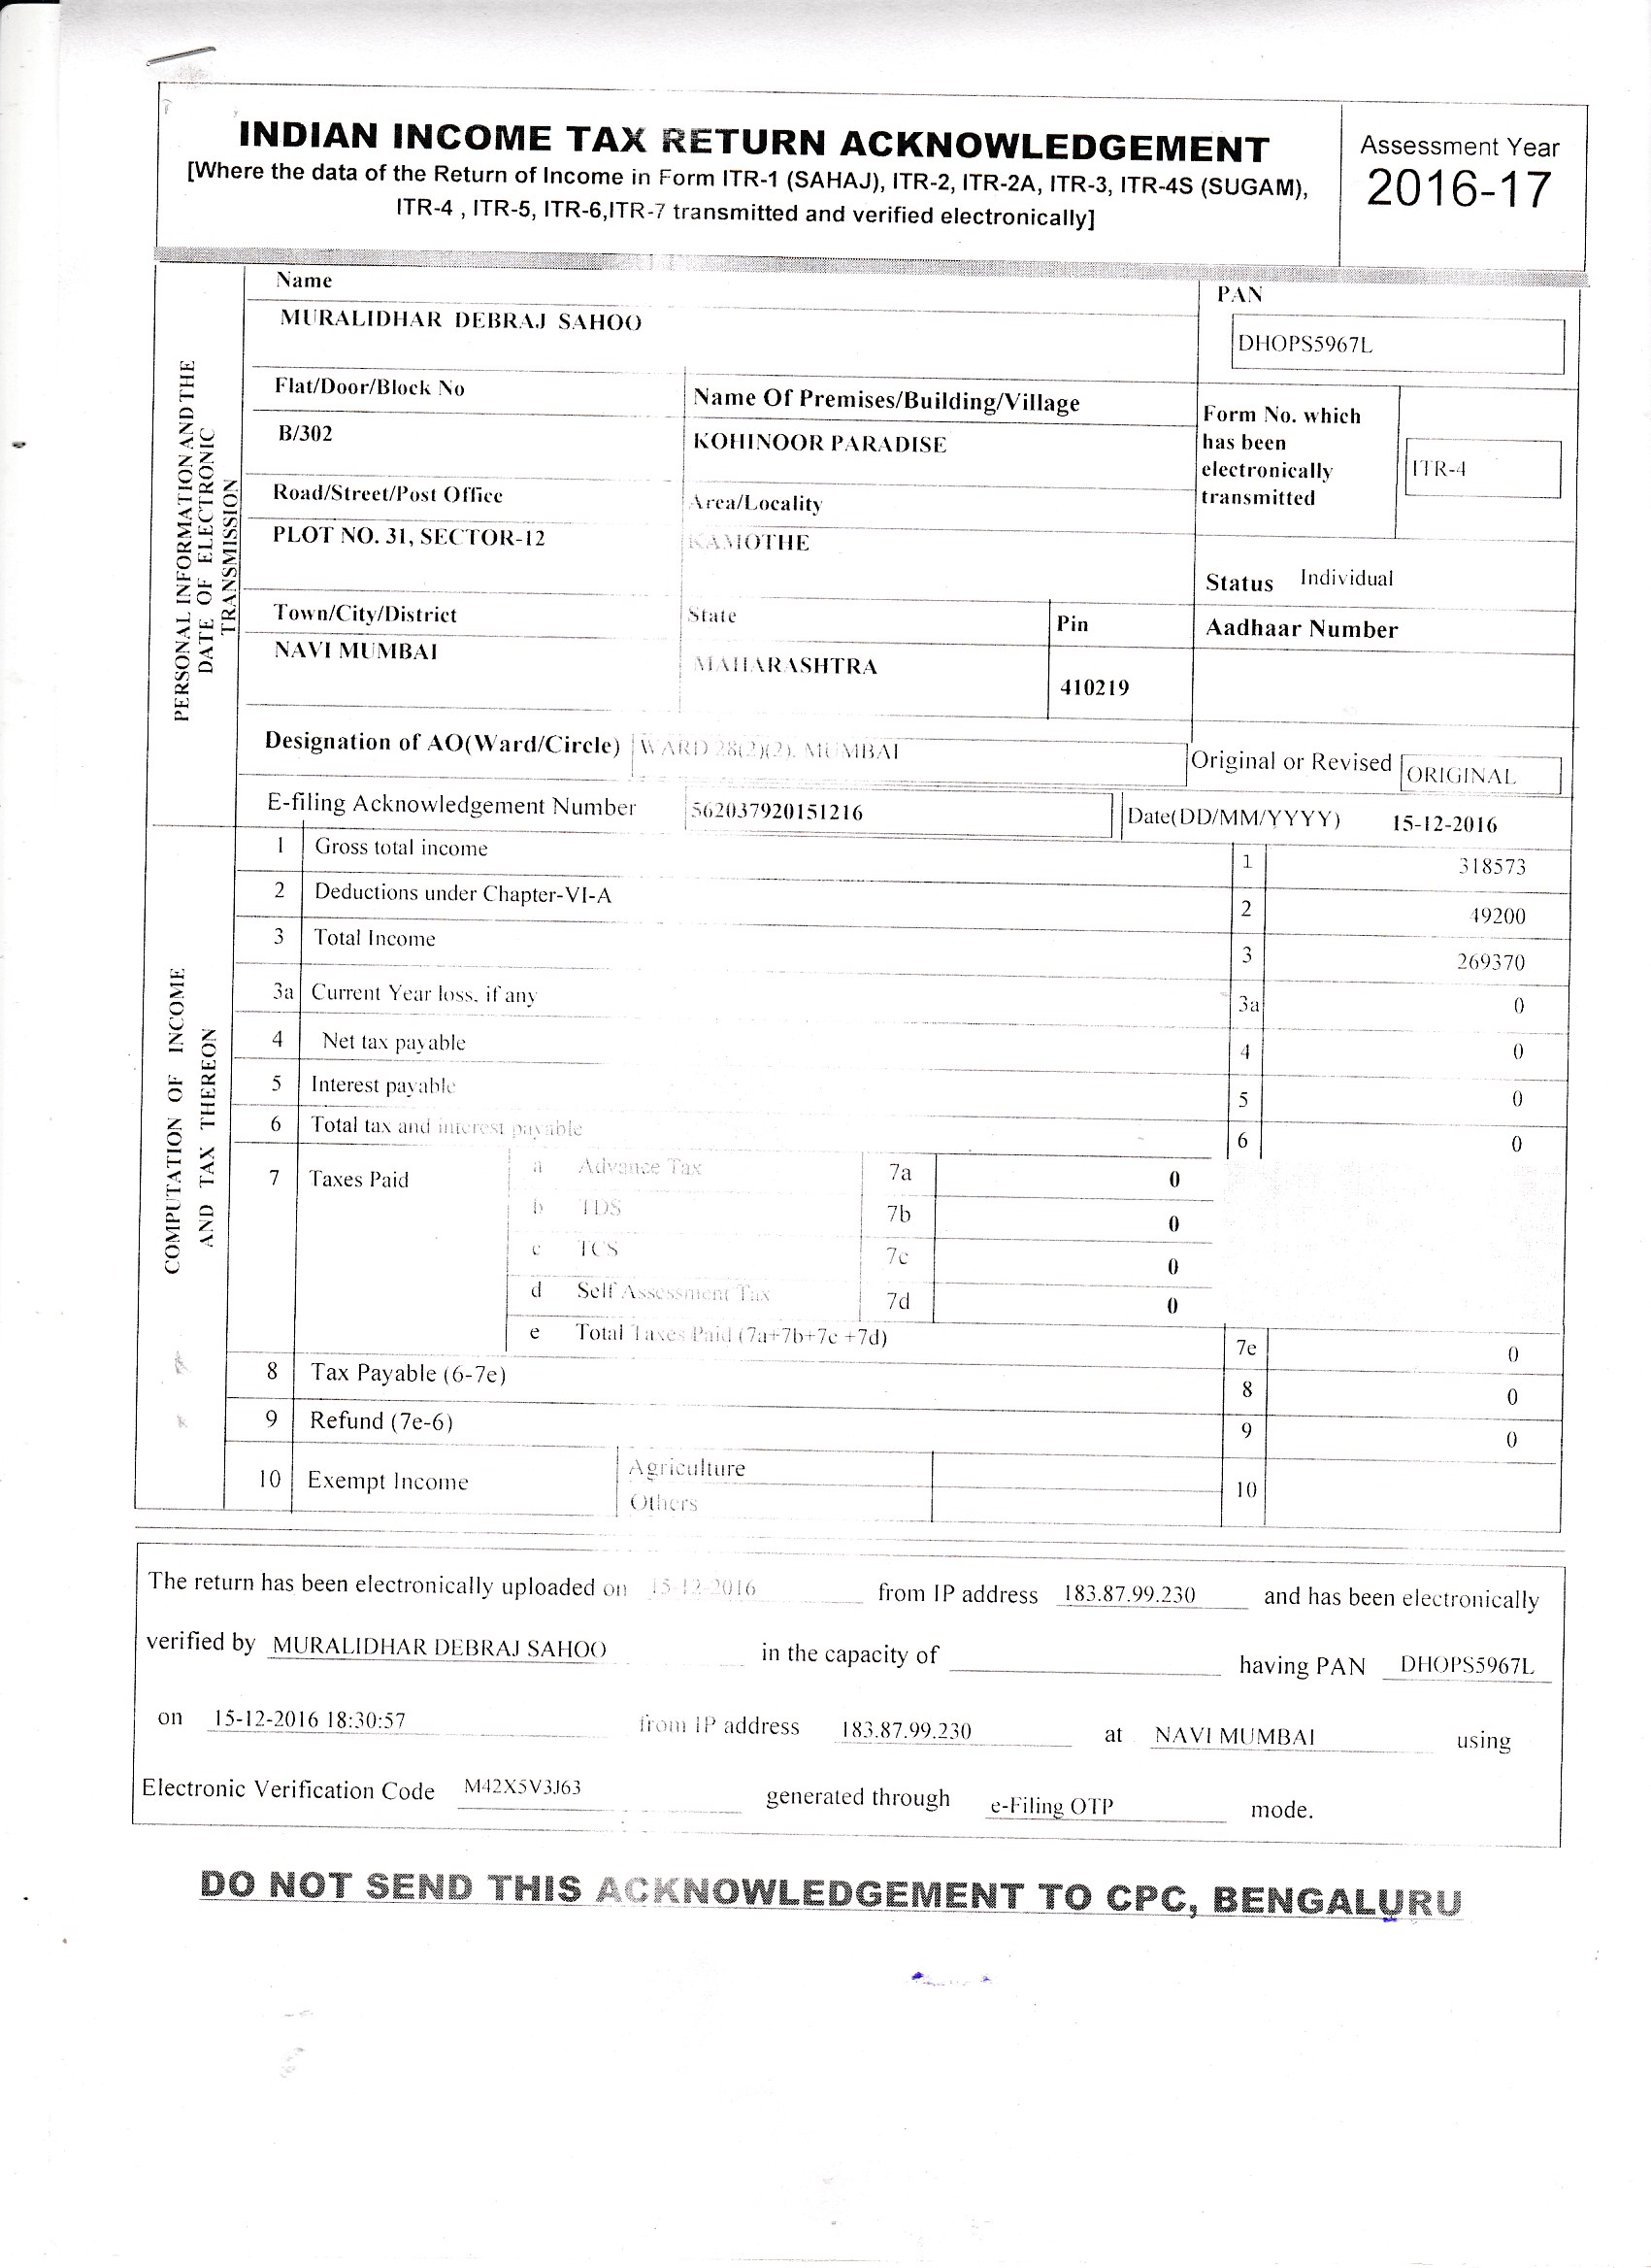 INDIAN INCOME TAX RETURN ACKNOWLEDGEMENT
[Where the data of the Return of Income in Form ITR-1 (SAHAJ), ITR-2, ITR-2A, ITR-3, ITR-4S (SUGAM),
ITR-4 , ITR-5, ITR-6,ITR-7 transmitted and verified electronically]
Assessment Year
2016-17
PERSONAL INFORMATION AND THE
DATE OF ELECTRONIC
TRANSMISSION
Name
MURALIDHAR DEBRAJ SAHOO
PAN
DHOPS5967L
Flat/Door/Block No
Name Of Premises/Building/Village
B/302
KOHINOOR PARADISE
Form No. which
has been
electronically
transmitted
ITR-4
Road/Street/Post Office
Area/Locality
PLOT NO. 31, SECTOR-12
KAMOTHE
Status Individual
Town/City/District
State
Pin
Aadhaar Number
NAVI MUMBAI
MAHARASHTRA
410219
Designation of AO(Ward/Circle) WARD 28(2)(2), MUMBAI
Original or Revised ORIGINAL
E-filing Acknowledgement Number 562037920151216
Date(DD/MM/YYYY) 15-12-2016
COMPUTATION OF INCOME
AND TAX THEREON
1 Gross total income 1 318573
2 Deductions under Chapter-VI-A 2 49200
3 Total Income 3 269370
3a Current Year loss, if any 3a 0
4 Net tax payable 4 0
5 Interest payable 5 0
6 Total tax and interest payable 6 0
7 Taxes Paid
a Advance Tax 7a 0
b TDS 7b 0
c TCS 7c 0
d Self Assessment Tax 7d 0
e Total Taxes Paid (7a+7b+7c +7d) 7e 0
8 Tax Payable (6-7e) 8 0
9 Refund (7e-6) 9 0
10 Exempt Income
Agriculture
Others
10
The return has been electronically uploaded on 15-12-2016 from IP address 183.87.99.230 and has been electronically
verified by MURALIDHAR DEBRAJ SAHOO in the capacity of having PAN DHOPS5967L
on 15-12-2016 18:30:57 from IP address 183.87.99.230 at NAVI MUMBAI using
Electronic Verification Code M42X5V3J63 generated through e-Filing OTP mode.
DO NOT SEND THIS ACKNOWLEDGEMENT TO CPC, BENGALURU